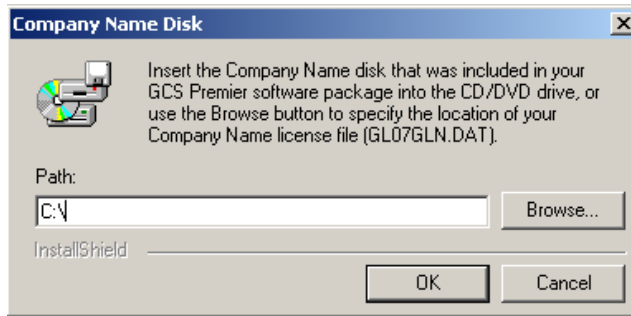 Company Name Disk
Insert the Company Name disk that was included in your
GCS Premier software package into the CD/DVD drive, or
use the Browse button to specify the location of your
Company Name license file (GL07GLN.DAT).
Path:
C:\
Browse...
InstallShield
OK
Cancel